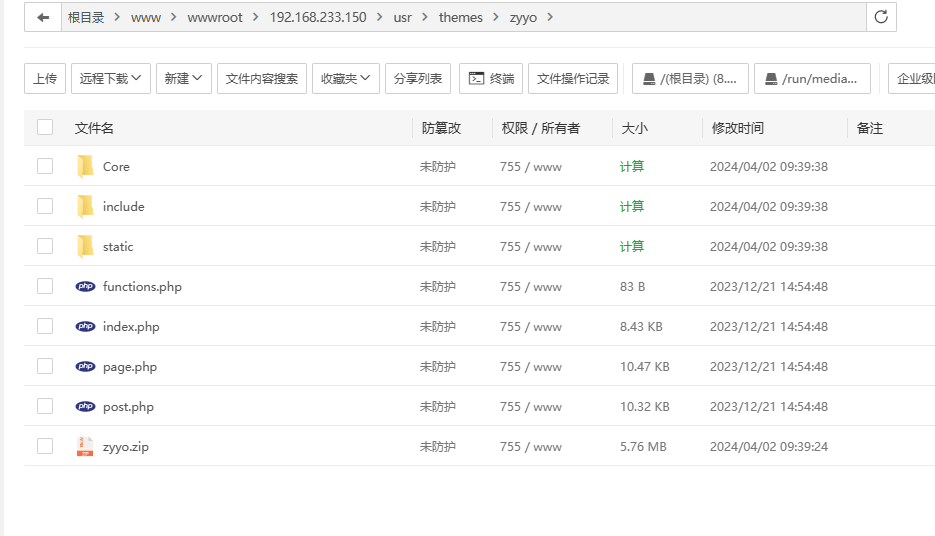 根目录 > www > wwwroot > 192.168.233.150 > usr > themes > zyyo >
上传 远程下载 新建 文件内容搜索 收藏夹 分享列表 终端 文件操作记录 /(根目录) (8.... /run/media... 企业级
文件名 防篡改 权限 / 所有者 大小 修改时间 备注
Core 未防护 755 / www 计算 2024/04/02 09:39:38
include 未防护 755 / www 计算 2024/04/02 09:39:38
static 未防护 755 / www 计算 2024/04/02 09:39:38
php functions.php 未防护 755 / www 83 B 2023/12/21 14:54:48
php index.php 未防护 755 / www 8.43 KB 2023/12/21 14:54:48
php page.php 未防护 755 / www 10.47 KB 2023/12/21 14:54:48
php post.php 未防护 755 / www 10.32 KB 2023/12/21 14:54:48
zyyo.zip 未防护 755 / www 5.76 MB 2024/04/02 09:39:24